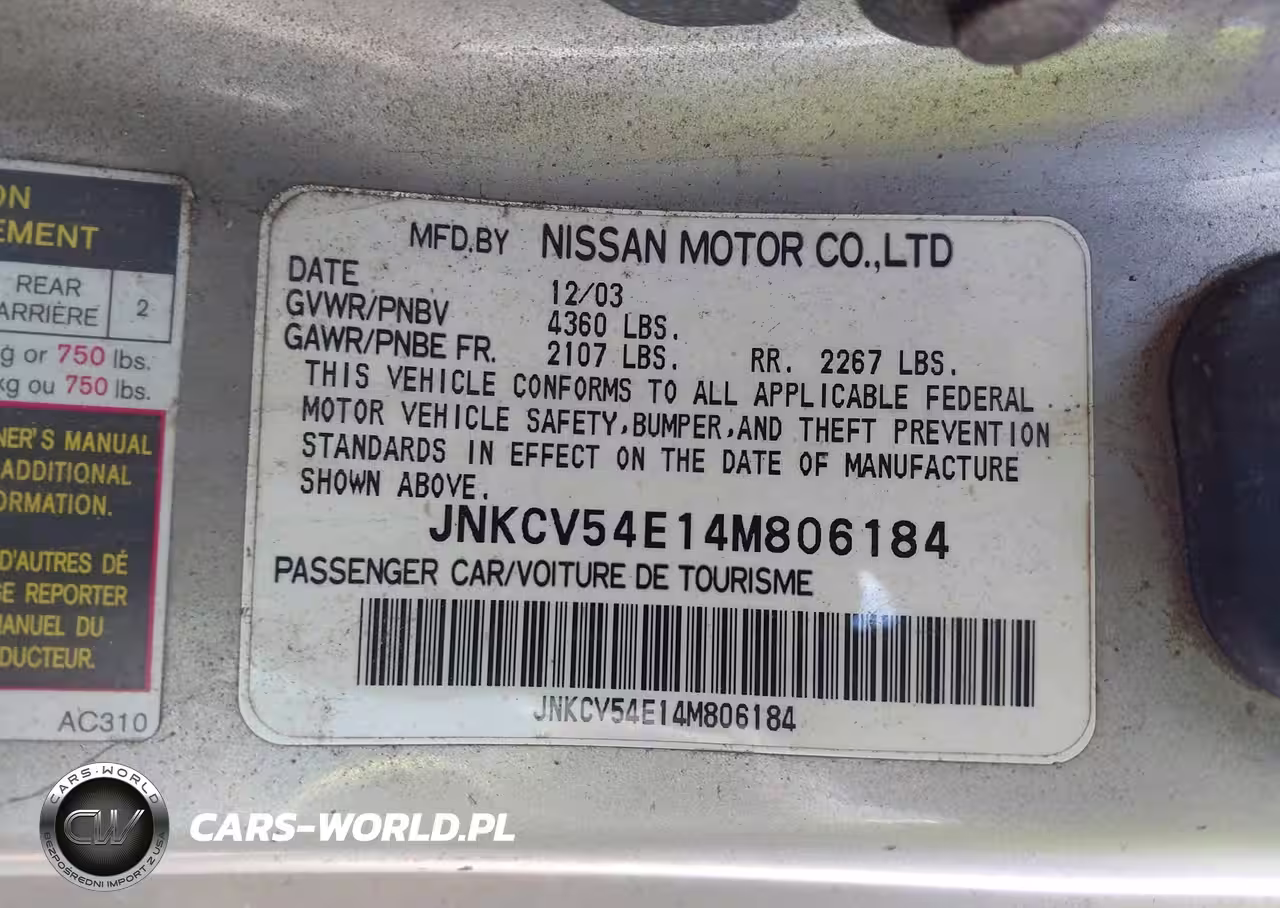 ON
EMENT
REAR
ARRIÈRE
2
g or 750 lbs.
kg ou 750 lbs.
NER'S MANUAL
ADDITIONAL
ORMATION.
D'AUTRES DÉ
GE REPORTER
MANUEL DU
DUCTEUR.
AC310
MFD.BY NISSAN MOTOR CO.,LTD
DATE 12/03
GVWR/PNBV 4360 LBS.
GAWR/PNBE FR. 2107 LBS. RR. 2267 LBS.
THIS VEHICLE CONFORMS TO ALL APPLICABLE FEDERAL
MOTOR VEHICLE SAFETY,BUMPER,AND THEFT PREVENTION
STANDARDS IN EFFECT ON THE DATE OF MANUFACTURE
SHOWN ABOVE.
JNKCV54E14M806184
PASSENGER CAR/VOITURE DE TOURISME
JNKCV54E14M806184
CARS-WORLD
CW
BEZPOŚREDNI IMPORT Z USA
CARS-WORLD.PL